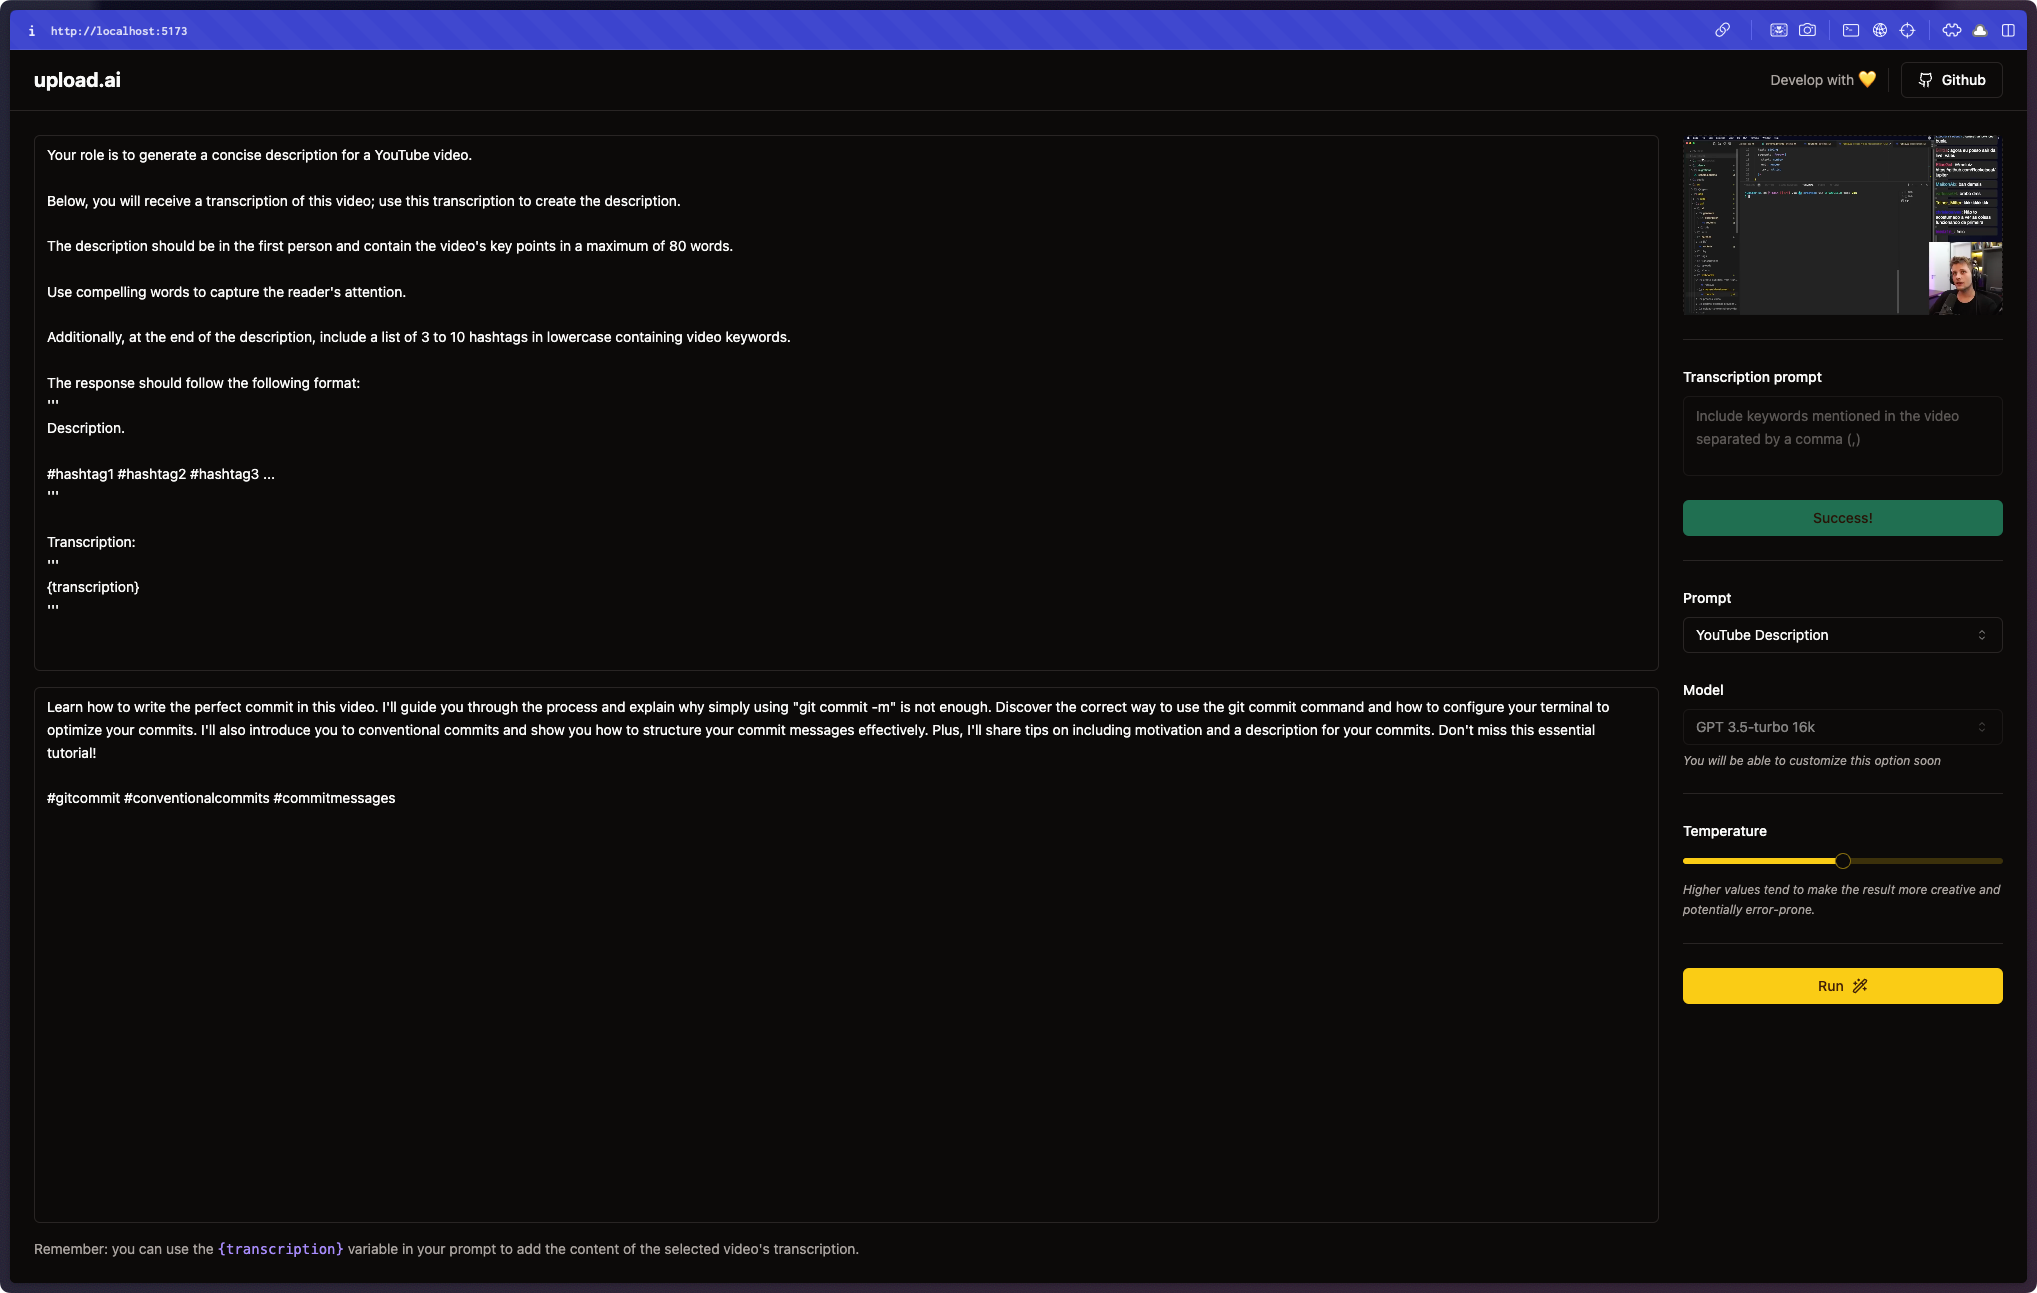 i http://localhost:5173
upload.ai
Develop with 💛
Github
Your role is to generate a concise description for a YouTube video.
Below, you will receive a transcription of this video; use this transcription to create the description.
The description should be in the first person and contain the video's key points in a maximum of 80 words.
Use compelling words to capture the reader's attention.
Additionally, at the end of the description, include a list of 3 to 10 hashtags in lowercase containing video keywords.
The response should follow the following format:
'''
Description.
#hashtag1 #hashtag2 #hashtag3 ...
'''
Transcription:
'''
{transcription}
'''
Learn how to write the perfect commit in this video. I'll guide you through the process and explain why simply using "git commit -m" is not enough. Discover the correct way to use the git commit command and how to configure your terminal to
optimize your commits. I'll also introduce you to conventional commits and show you how to structure your commit messages effectively. Plus, I'll share tips on including motivation and a description for your commits. Don't miss this essential
tutorial!
#gitcommit #conventionalcommits #commitmessages
Remember: you can use the {transcription} variable in your prompt to add the content of the selected video's transcription.
Transcription prompt
Include keywords mentioned in the video
separated by a comma (,)
Success!
Prompt
YouTube Description
Model
GPT 3.5-turbo 16k
You will be able to customize this option soon
Temperature
Higher values tend to make the result more creative and
potentially error-prone.
Run